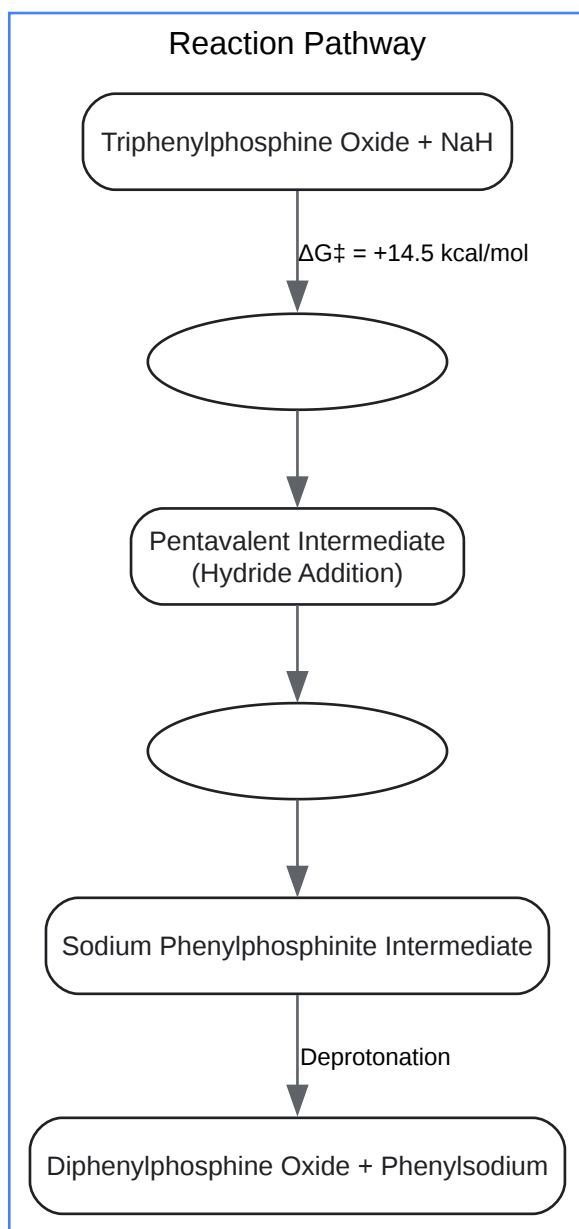 Reaction Pathway
Triphenylphosphine Oxide + NaH
ΔG‡ = +14.5 kcal/mol
Pentavalent Intermediate
(Hydride Addition)
Sodium Phenylphosphinite Intermediate
Deprotonation
Diphenylphosphine Oxide + Phenylsodium